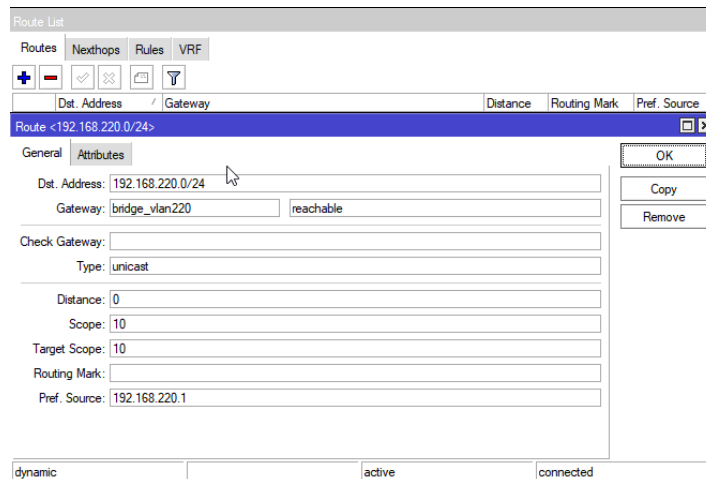 Route List
Routes Nexthops Rules VRF
Dst. Address Gateway Distance Routing Mark Pref. Source
Route <192.168.220.0/24>
General Attributes OK
Dst. Address: 192.168.220.0/24 Copy
Gateway: bridge_vlan220 reachable Remove
Check Gateway:
Type: unicast
Distance: 0
Scope: 10
Target Scope: 10
Routing Mark:
Pref. Source: 192.168.220.1
dynamic active connected